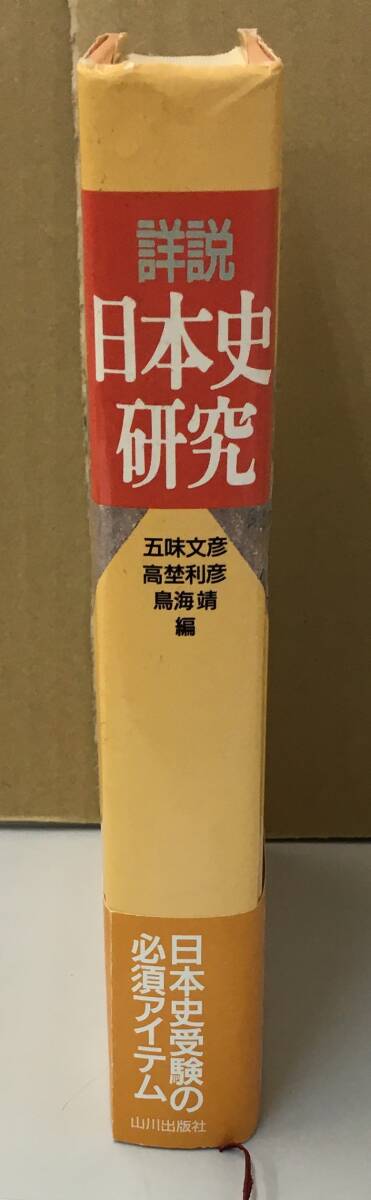 詳説
日本史
研究
五味文彦
高埜利彦
鳥海靖
編
日本史受験の
必須アイテム
山川出版社